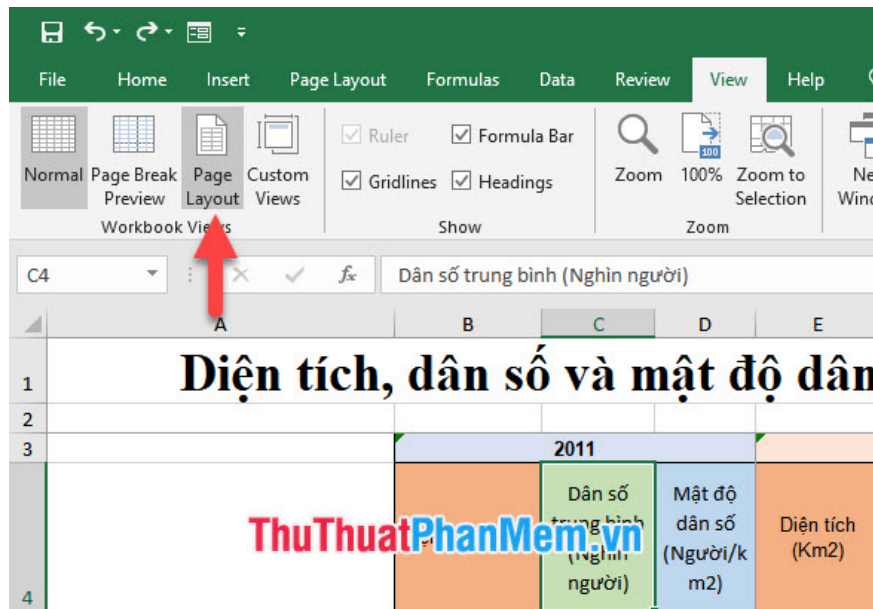 File Home Insert Page Layout Formulas Data Review View Help
Normal Page Break Preview Page Layout Custom Views
Ruler Formula Bar
Gridlines Headings
Zoom 100 100% Zoom to Selection
Workbook Views Show Zoom
C4 fx Dân số trung bình (Nghìn người)
A B C D E
1 Diện tích, dân số và mật độ dân
2
3 2011
4 Dân số trung bình (Nghìn người) Mật độ dân số (Người/km2) Diện tích (Km2)
ThuThuatPhanMem.vn